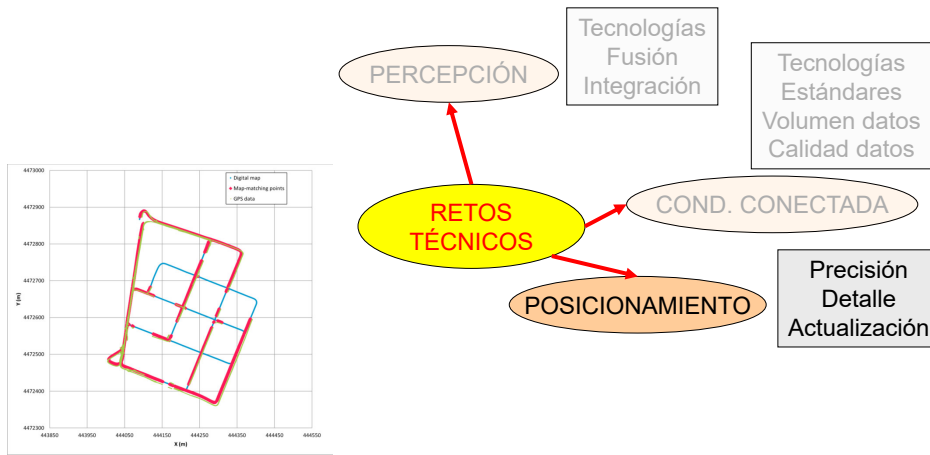 Tecnologías
Fusión
Integración
PERCEPCIÓN
Tecnologías
Estándares
Volumen datos
Calidad datos
RETOS
TÉCNICOS
COND. CONECTADA
POSICIONAMIENTO
Precisión
Detalle
Actualización
Digital map
Map-matching points
GPS data
4473000
4472900
4472800
4472700
4472600
4472500
4472400
4472300
Y (m)
443850 443950 444050 444150 444250 444350 444450 444550
X (m)